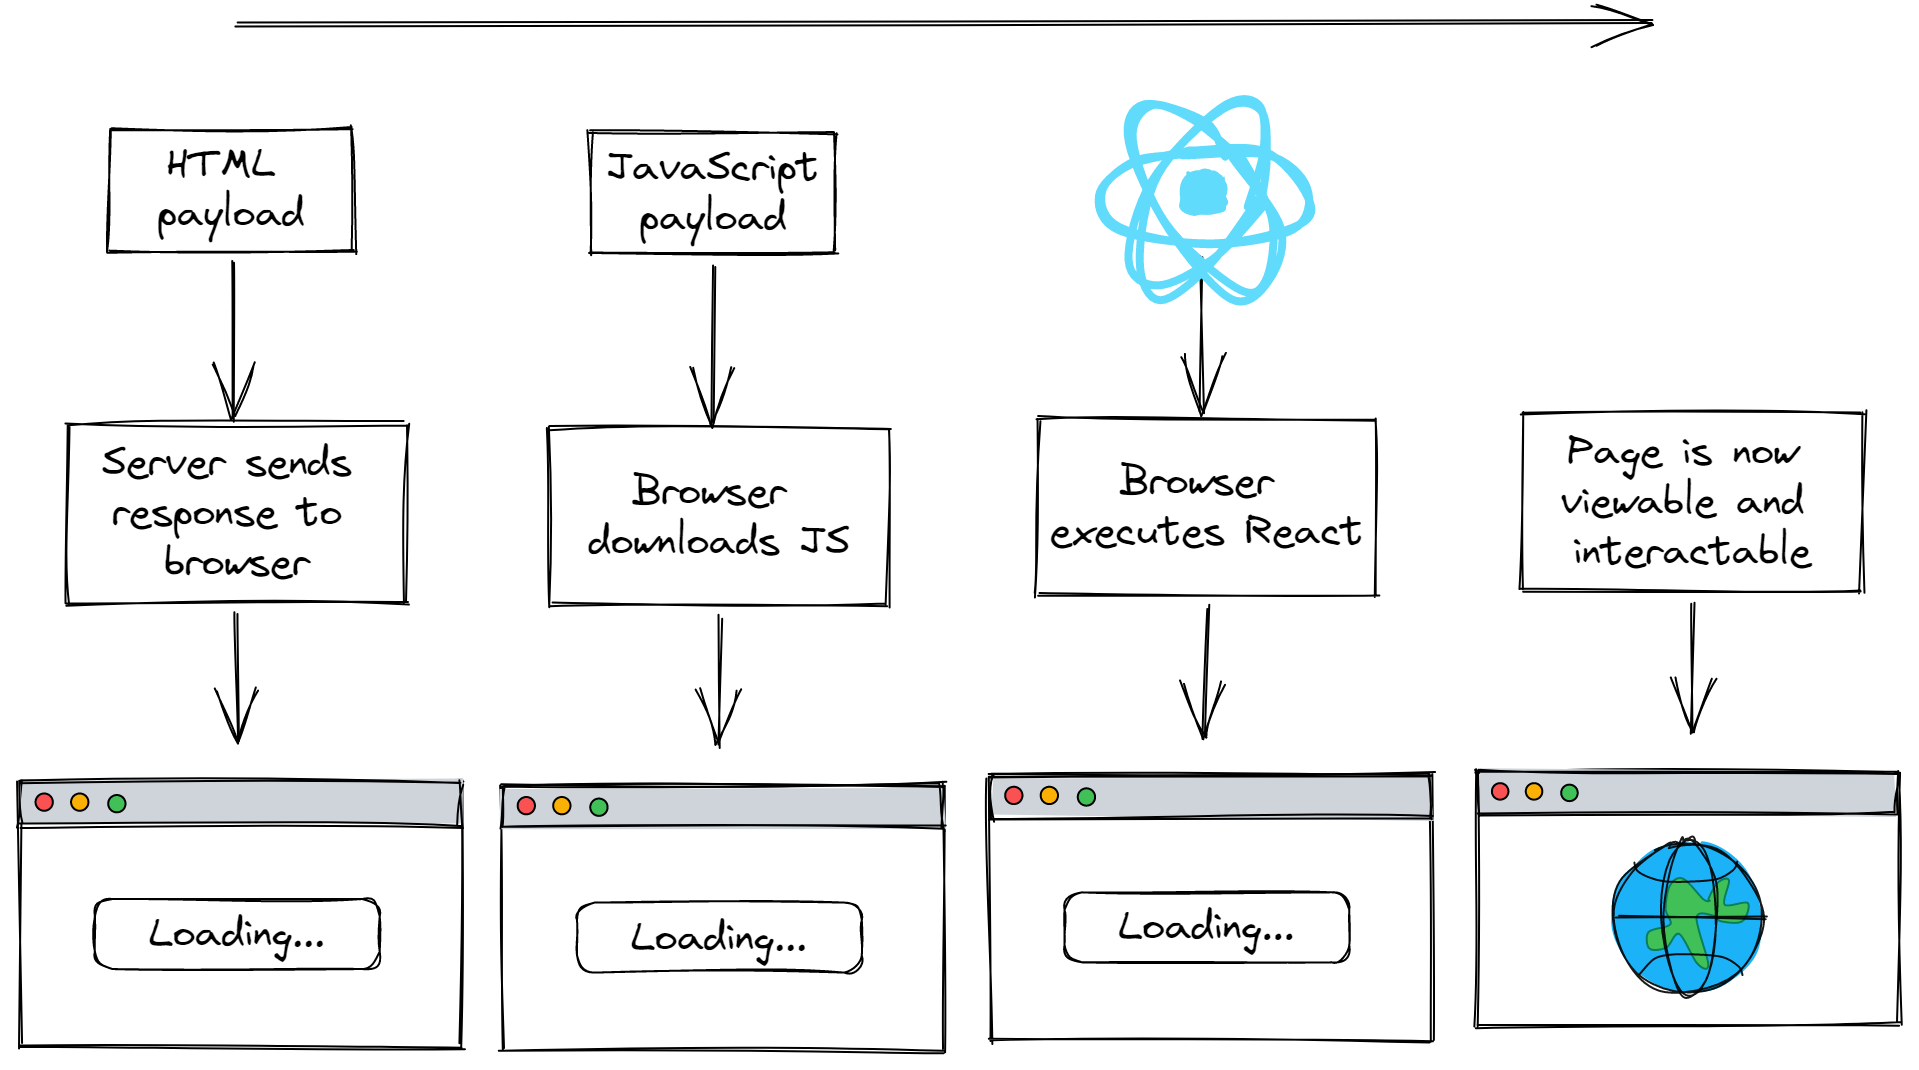 HTML
payload
JavaScript
payload
Server sends
response to
browser
Browser
downloads JS
Browser
executes React
Page is now
viewable and
interactable
Loading...
Loading...
Loading...